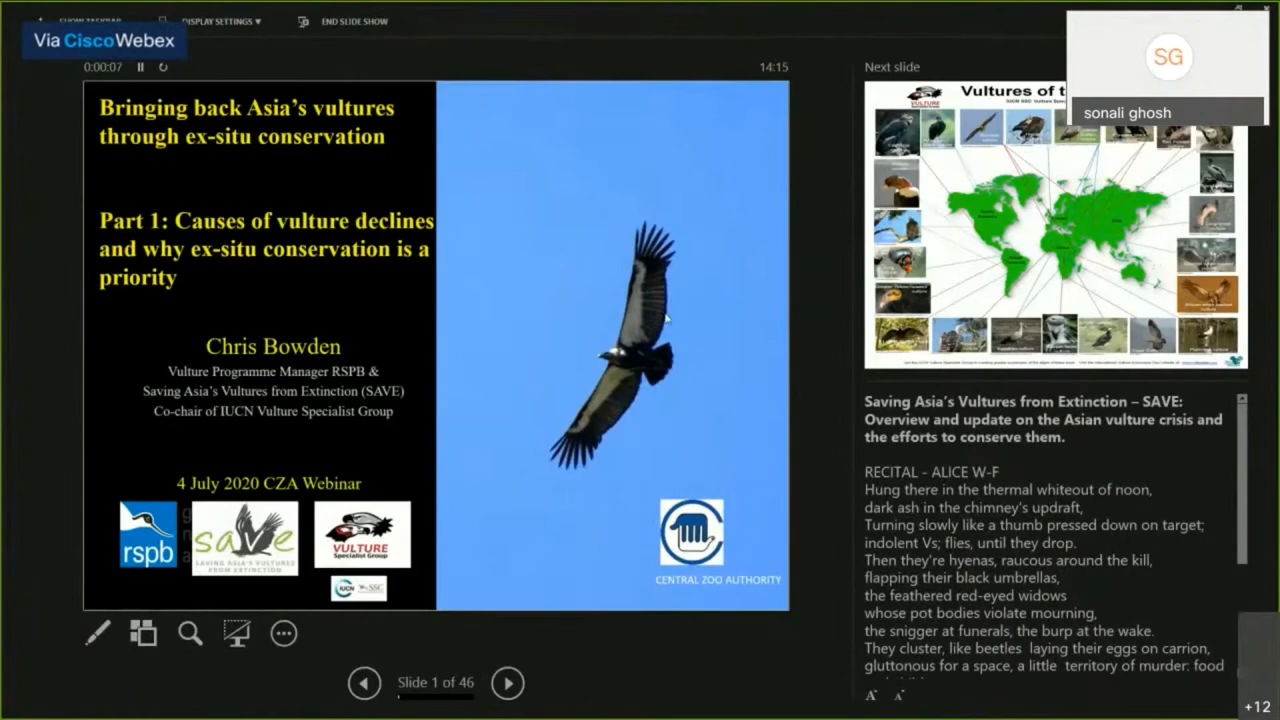 DISPLAY SETTINGS ▼
END SLIDE SHOW
Via CiscoWebex
0:00:07
14:15
Next slide
SG
sonali ghosh
Bringing back Asia's vultures
through ex-situ conservation
Part 1: Causes of vulture declines
and why ex-situ conservation is a
priority
Chris Bowden
Vulture Programme Manager RSPB &
Saving Asia's Vultures from Extinction (SAVE)
Co-chair of IUCN Vulture Specialist Group
4 July 2020 CZA Webinar
rspb
save
SAVING ASIA'S VULTURES
FROM EXTINCTION
VULTURE
Specialist Group
IUCN
SSC
CENTRAL ZOO AUTHORITY
VULTURE
Vultures of t
Saving Asia's Vultures from Extinction – SAVE:
Overview and update on the Asian vulture crisis and
the efforts to conserve them.
RECITAL - ALICE W-F
Hung there in the thermal whiteout of noon,
dark ash in the chimney's updraft,
Turning slowly like a thumb pressed down on target;
indolent Vs; flies, until they drop.
Then they're hyenas, raucous around the kill,
flapping their black umbrellas,
the feathered red-eyed widows
whose pot bodies violate mourning,
the snigger at funerals, the burp at the wake.
They cluster, like beetles laying their eggs on carrion,
gluttonous for a space, a little territory of murder: food
Slide 1 of 46
A A
+12